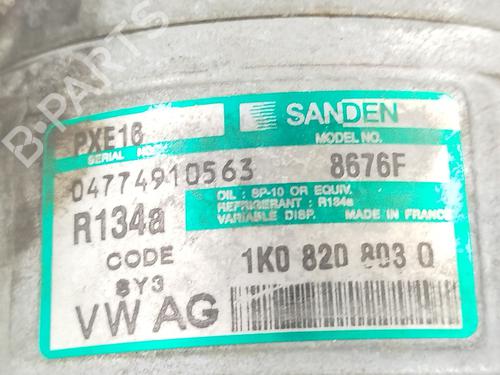 B-PARTS
PXE16
SANDEN
SERIAL NO.
MODEL NO.
04774910563
8676F
OIL : SP-10 OR EQUIV.
REFRIGERANT : R134a
VARIABLE DISP. MADE IN FRANCE
R134a
CODE
1K0 820 803 Q
8Y3
VW AG